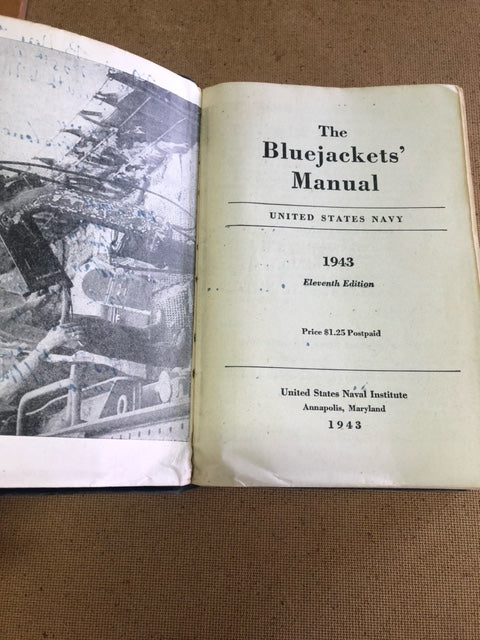 The
Bluejackets'
Manual
UNITED STATES NAVY
1943
Eleventh Edition
Price $1.25 Postpaid
United States Naval Institute
Annapolis, Maryland
1943